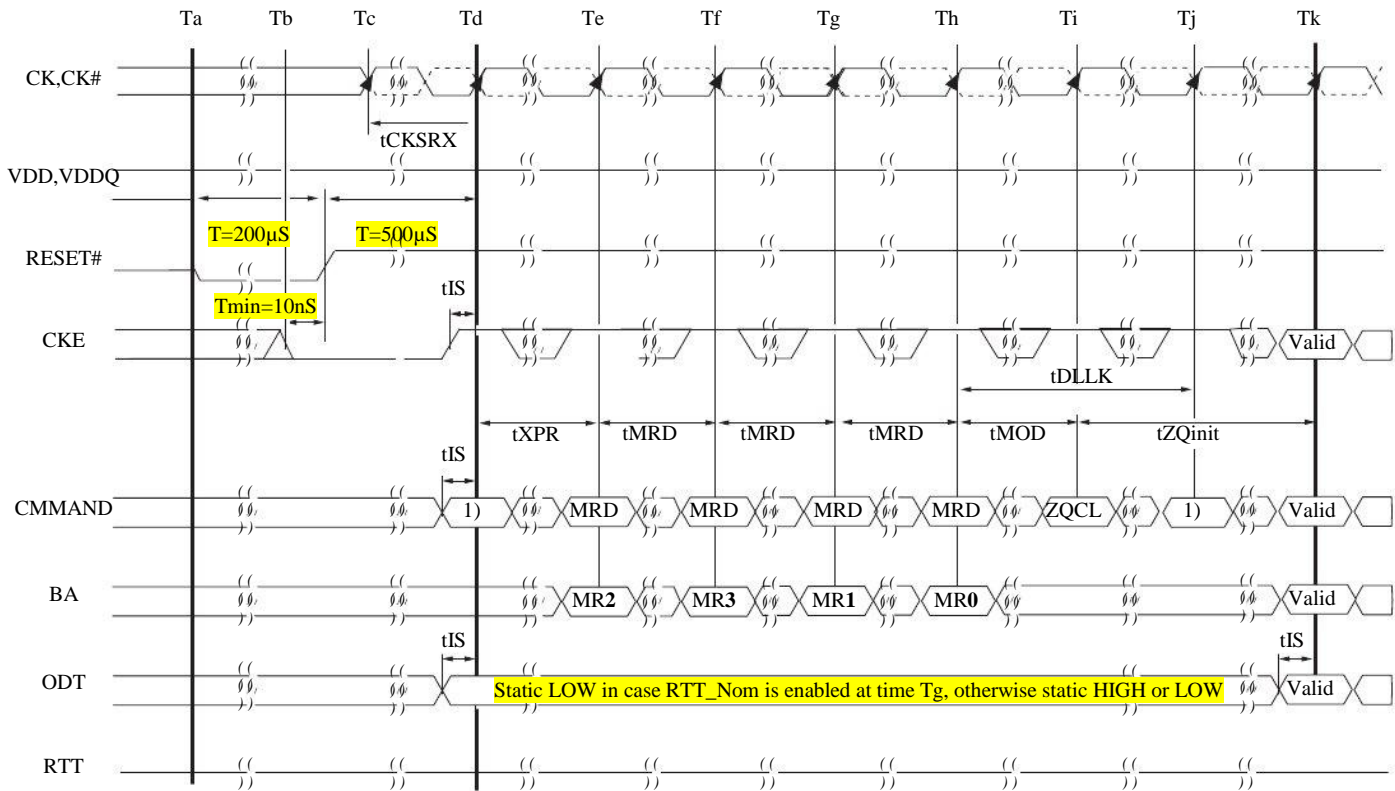 Ta Tb Tc Td Te Tf Tg Th Ti Tj Tk
CK,CK#
tCKSRX
VDD,VDDQ
T=200µS T=500µS
RESET#
Tmin=10nS tIS
CKE Valid
tDLLK
tXPR tMRD tMRD tMRD tMOD tZQinit
tIS
CMMAND 1) MRD MRD MRD MRD ZQCL 1) Valid
BA MR2 MR3 MR1 MR0 Valid
tIS tIS
ODT Static LOW in case RTT_Nom is enabled at time Tg, otherwise static HIGH or LOW Valid
RTT